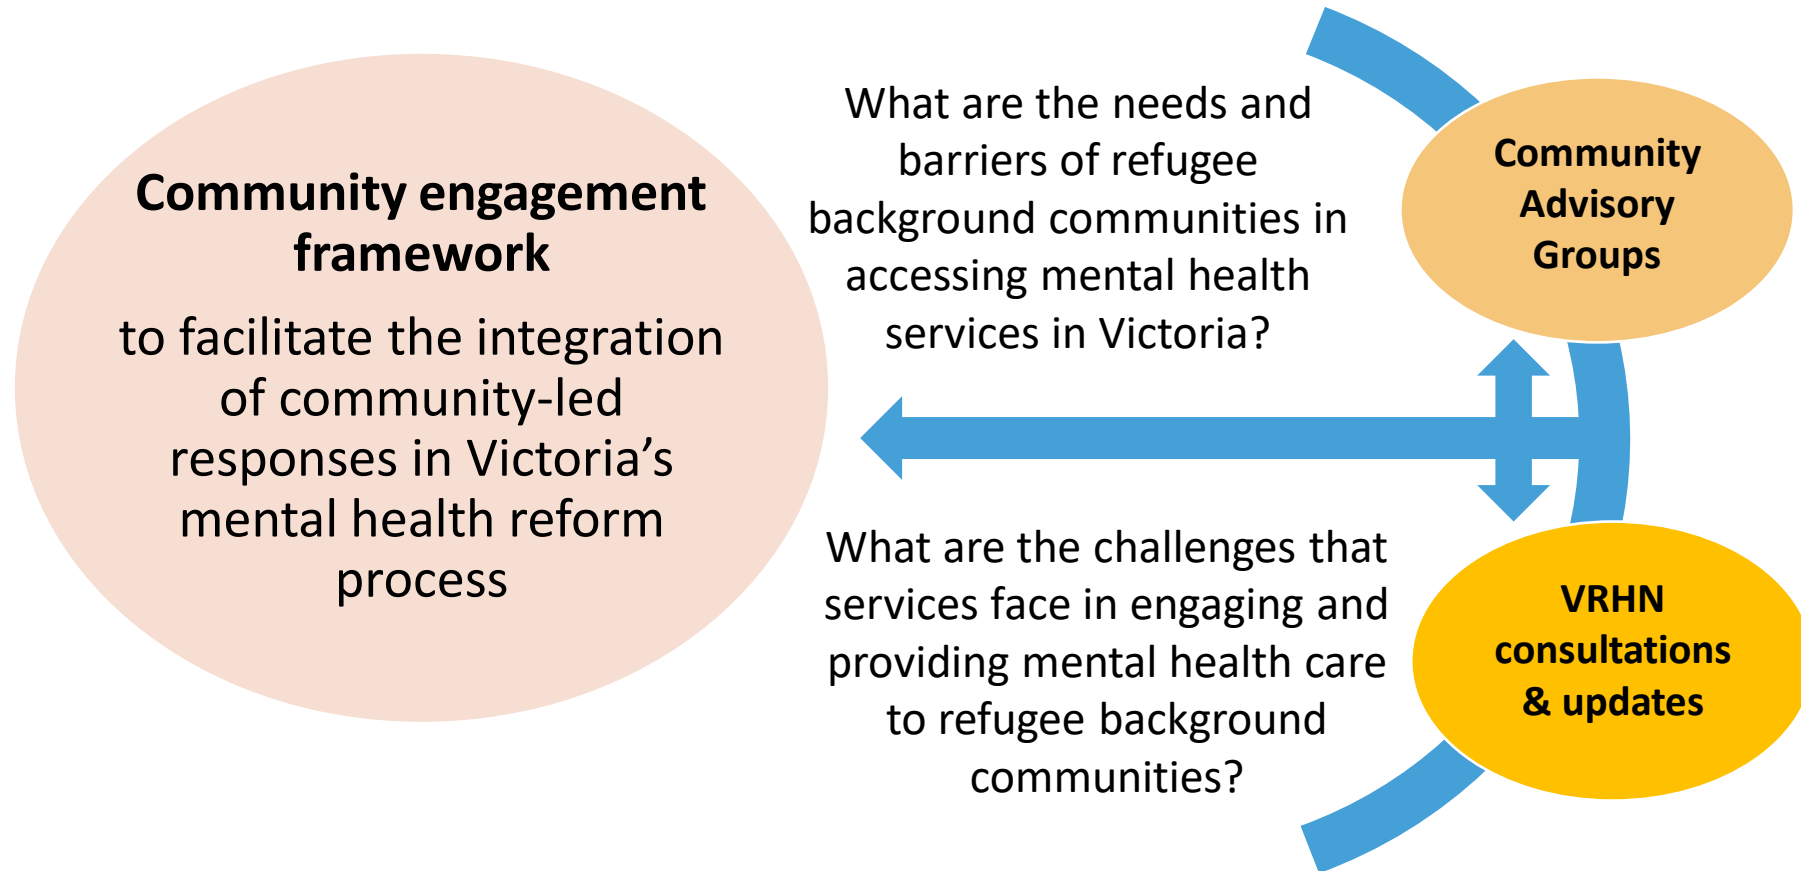 Community engagement
framework
to facilitate the integration
of community-led
responses in Victoria’s
mental health reform
process
What are the needs and
barriers of refugee
background communities in
accessing mental health
services in Victoria?
What are the challenges that
services face in engaging and
providing mental health care
to refugee background
communities?
Community
Advisory
Groups
VRHN
consultations
& updates